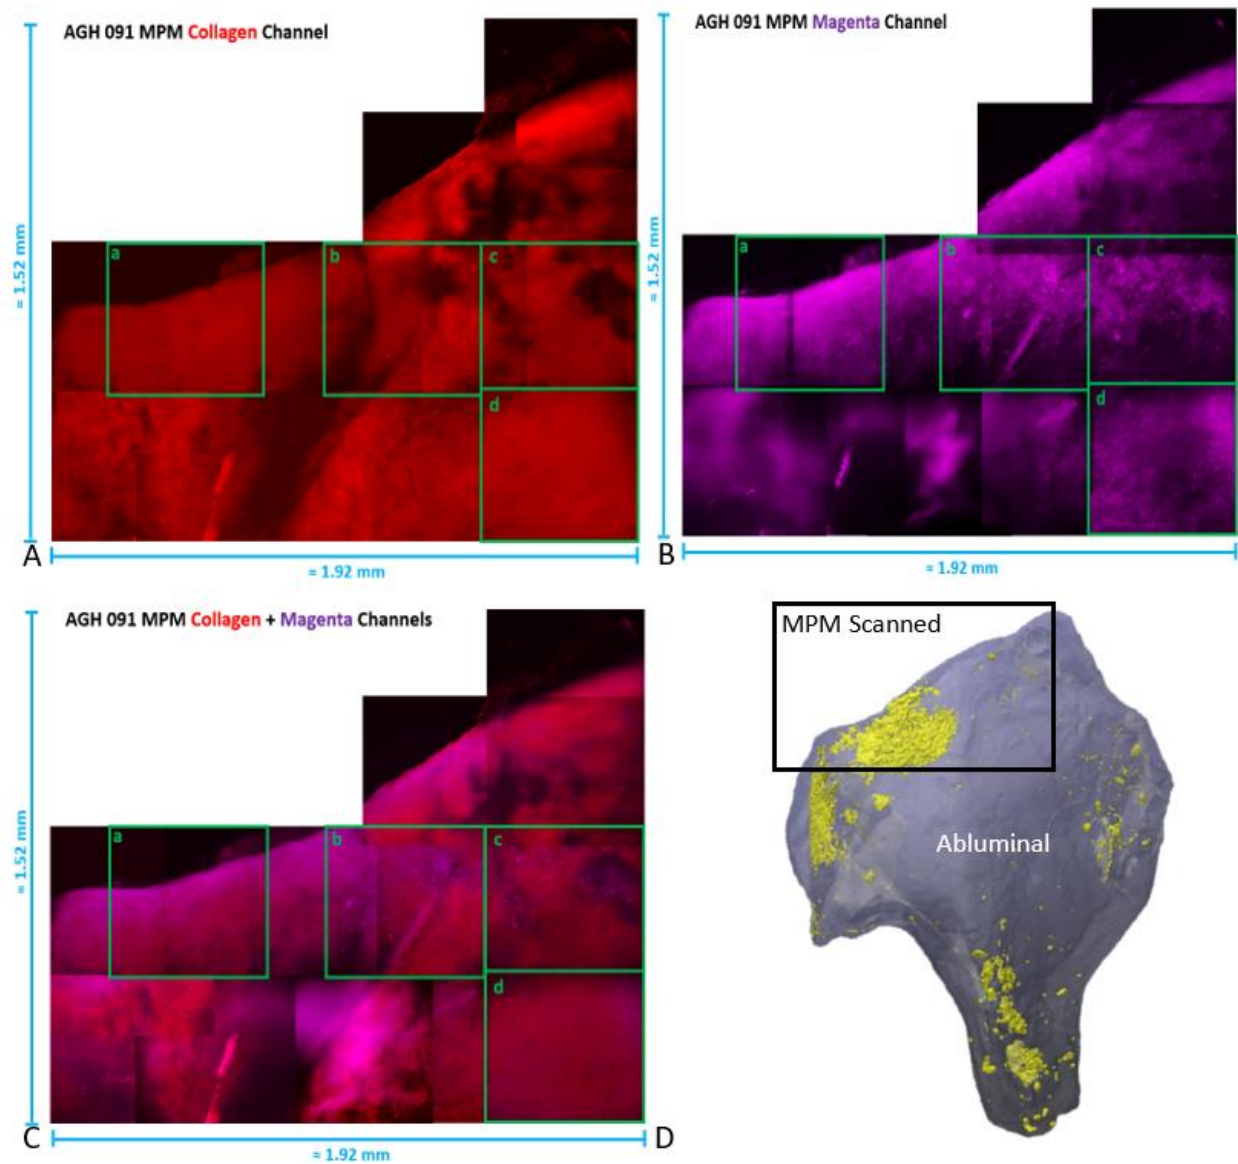 AGH 091 MPM Collagen Channel
≈ 1.52 mm
a
b
c
d
A
≈ 1.92 mm
AGH 091 MPM Magenta Channel
≈ 1.52 mm
a
b
c
d
B
≈ 1.92 mm
AGH 091 MPM Collagen + Magenta Channels
≈ 1.52 mm
a
b
c
d
C
≈ 1.92 mm
MPM Scanned
Abluminal
D